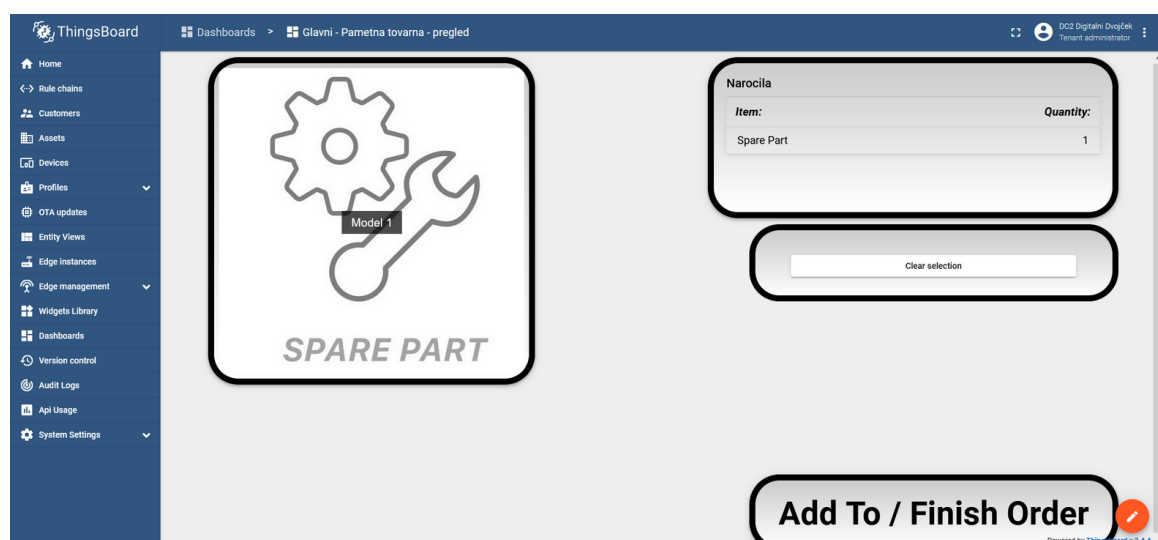 ThingsBoard
Dashboards > Glavni - Pametna tovarna - pregled
DC2 Digitalni Dvojček
Tenant administrator
Home
Rule chains
Customers
Assets
Devices
Profiles
OTA updates
Entity Views
Edge instances
Edge management
Widgets Library
Dashboards
Version control
Audit Logs
Api Usage
System Settings
Model 1
SPARE PART
Narocila
Item: Quantity:
Spare Part 1
Clear selection
Add To / Finish Order
Powered by